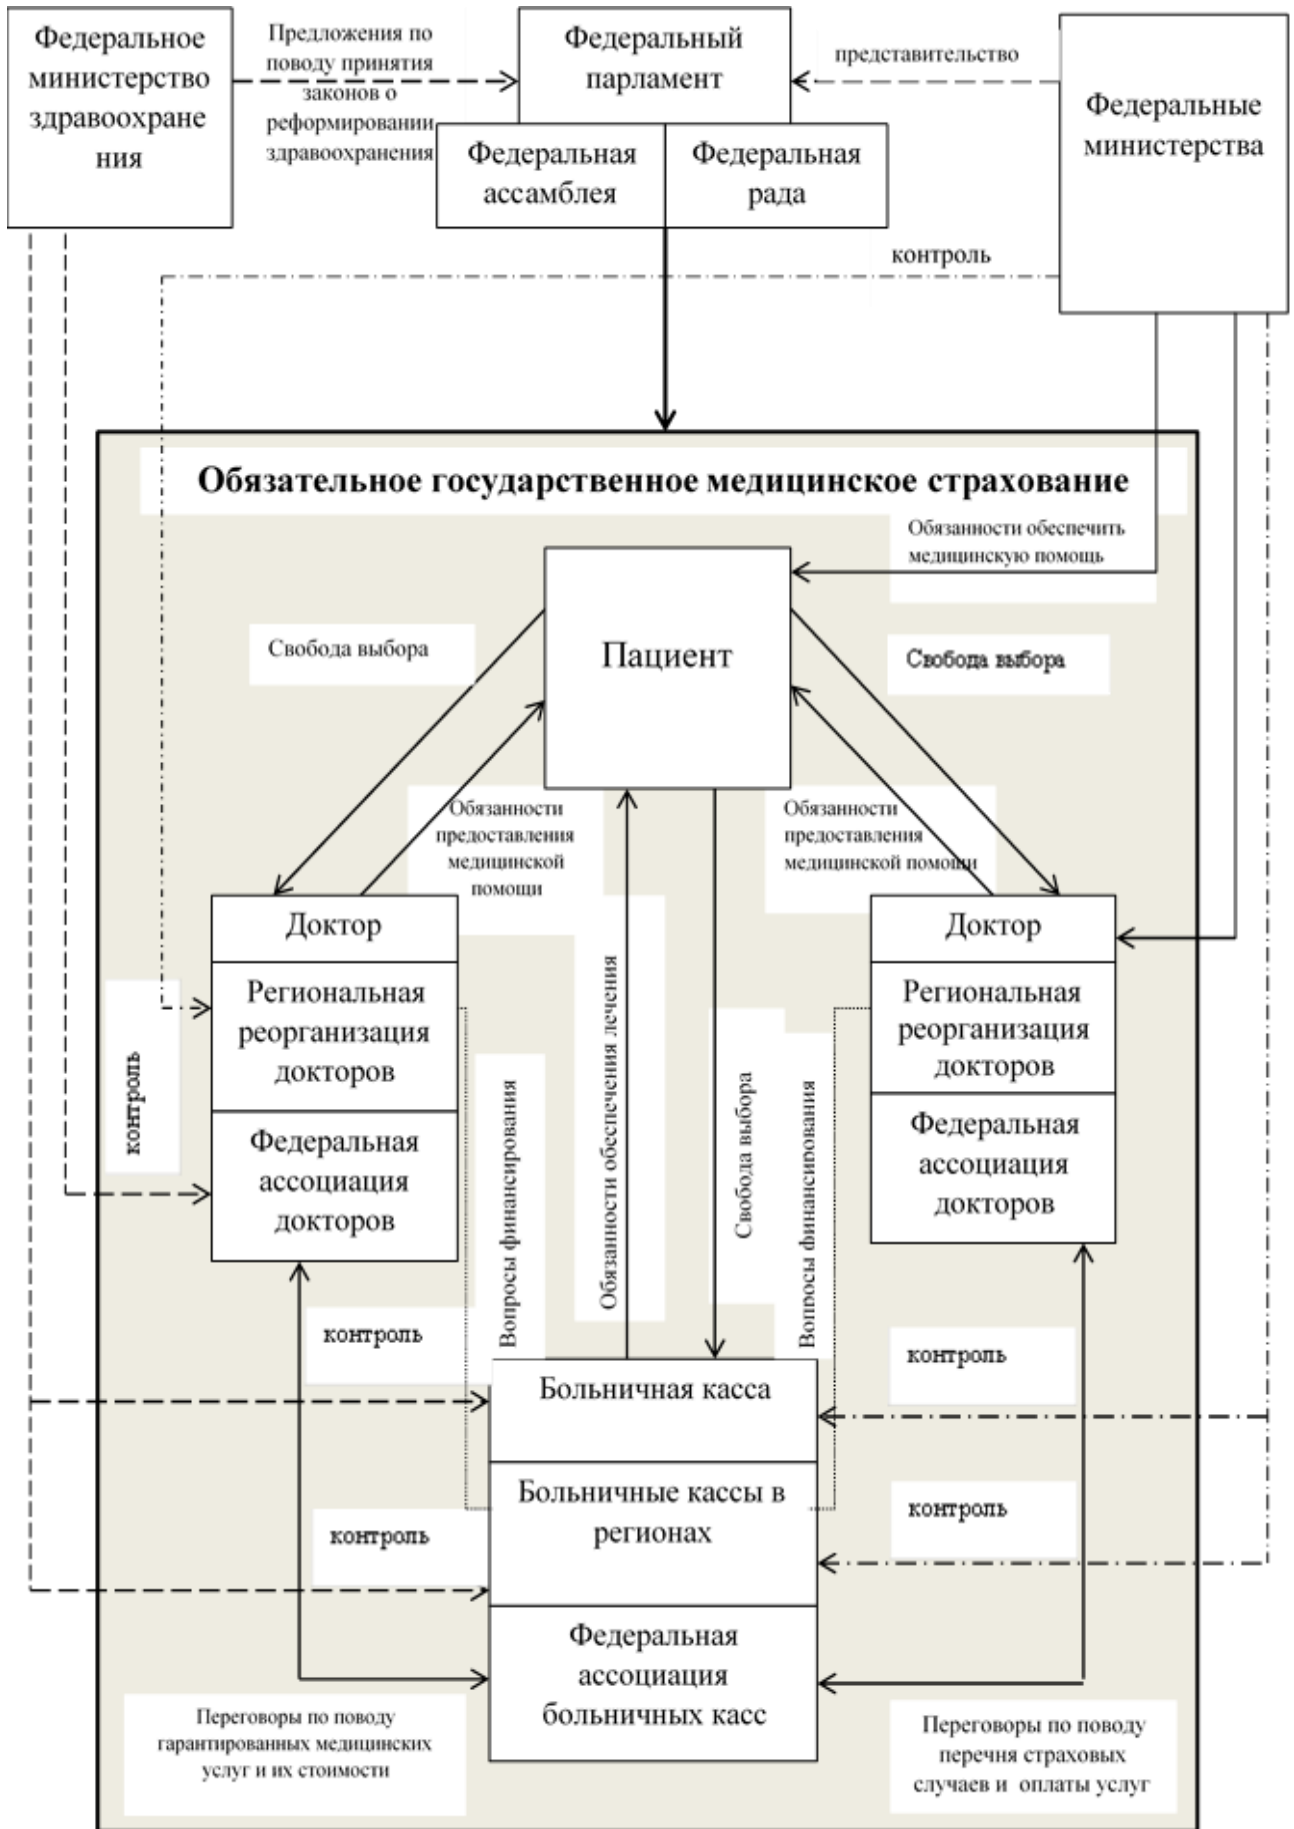 Федеральное
министерство
здравоохране
ния
Предложения по
поводу принятия
законов о
реформировании
здравоохранения
Федеральный
парламент
Федеральная
ассамблея
Федеральная
рада
представительство
Федеральные
министерства
контроль
Обязательное государственное медицинское страхование
Обязанности обеспечить
медицинскую помощь
Пациент
Свобода выбора
Свобода выбора
Обязанности
предоставления
медицинской
помощи
Обязанности
предоставления
медицинской помощи
Доктор
Региональная
реорганизация
докторов
Федеральная
ассоциация
докторов
Доктор
Региональная
реорганизация
докторов
Федеральная
ассоциация
докторов
контроль
Вопросы финансирования
Обязанности обеспечения лечения
Свобода выбора
Вопросы финансирования
контроль
контроль
Больничная касса
Больничные кассы в
регионах
контроль
контроль
Федеральная
ассоциация
больничных касс
Переговоры по поводу
гарантированных медицинских
услуг и их стоимости
Переговоры по поводу
перечня страховых
случаев и оплаты услуг